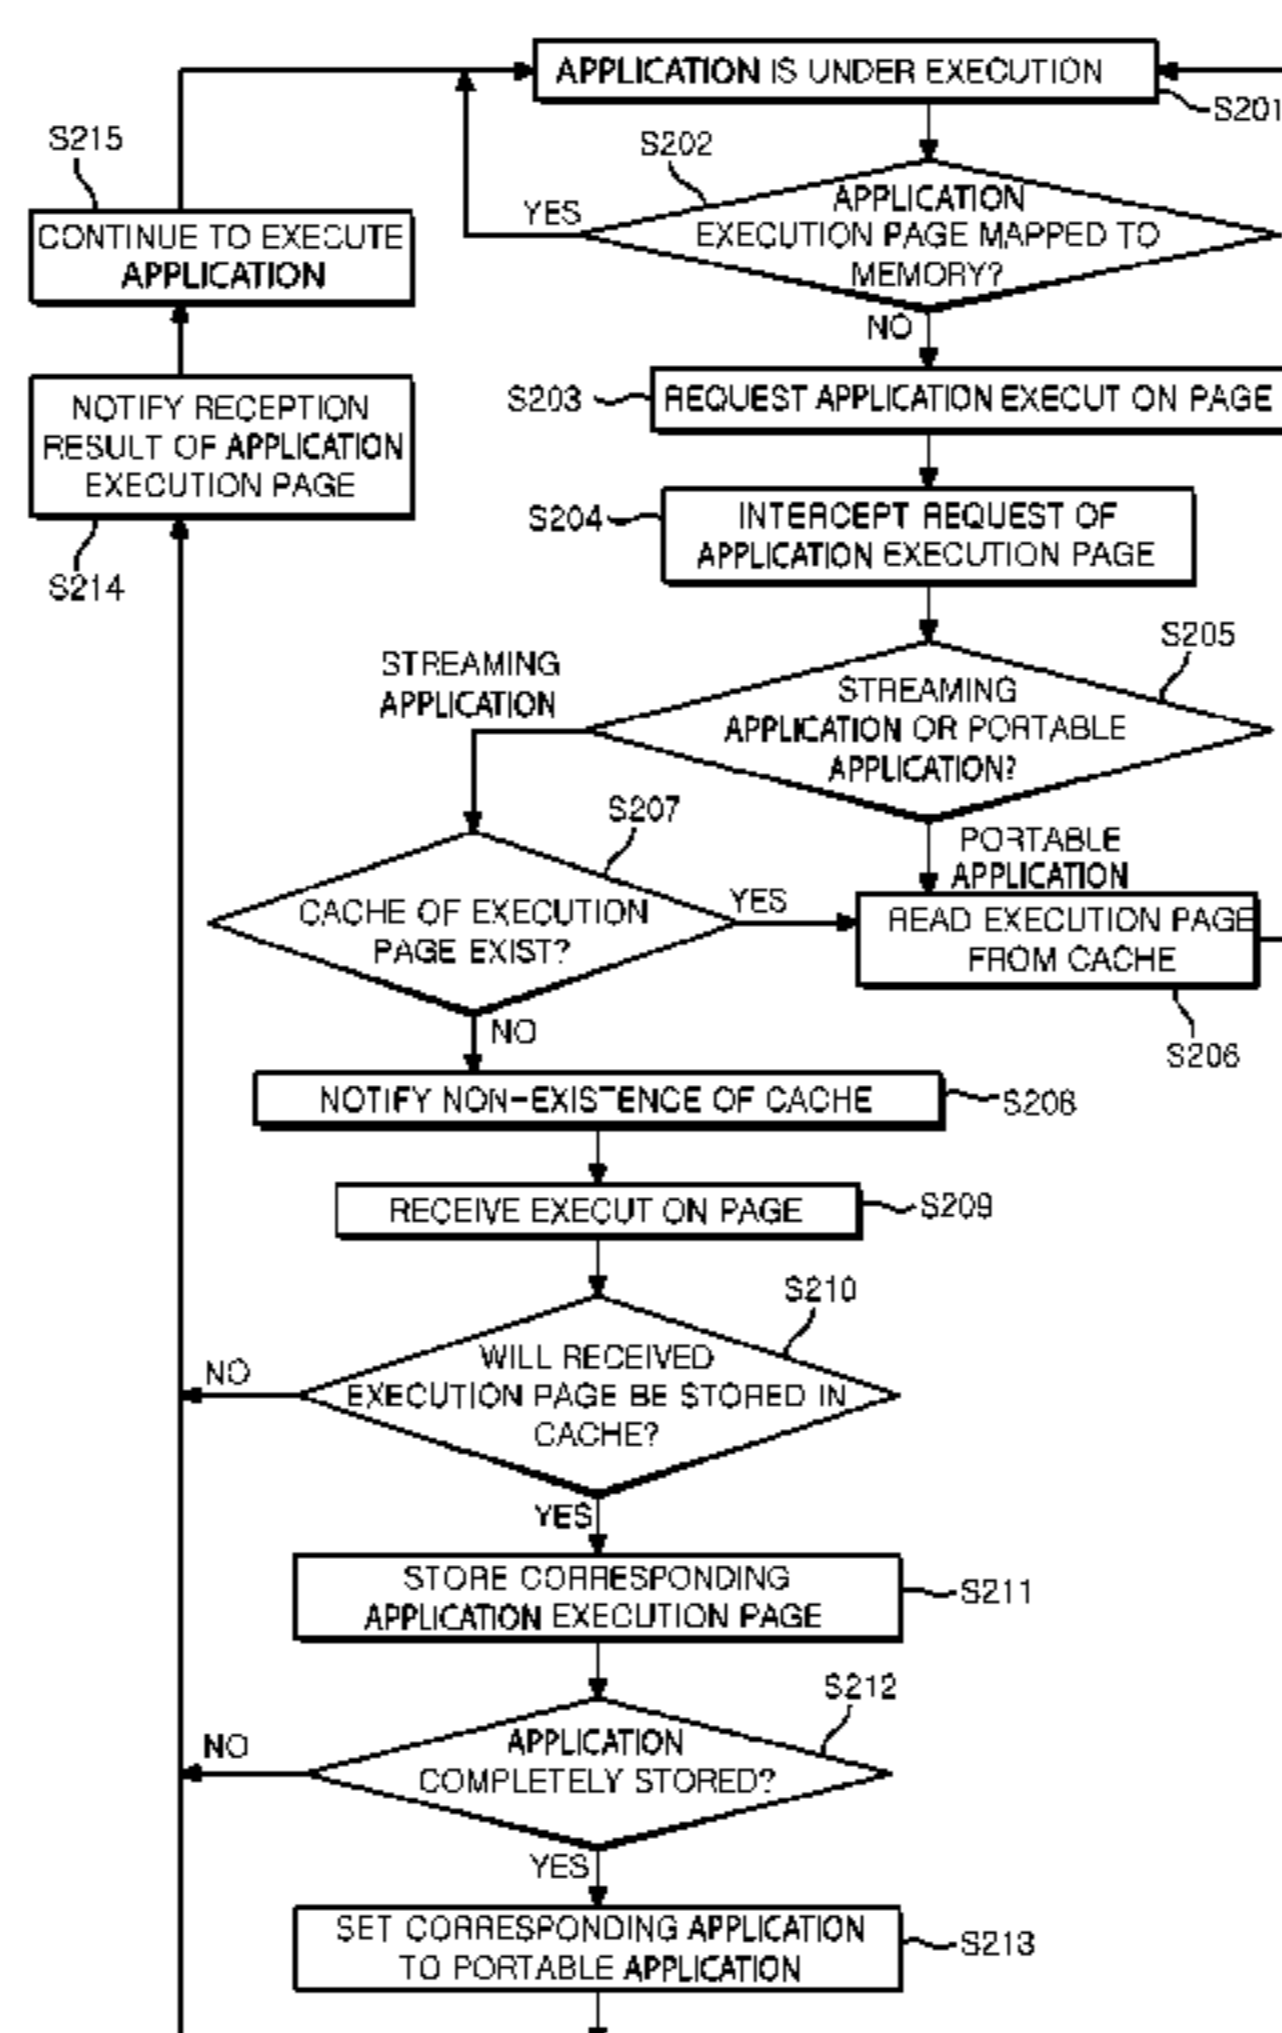 APPLICATION IS UNDER EXECUTION
S201
S202
APPLICATION
EXECUTION PAGE MAPPED TO
MEMORY?
YES
NO
S215
CONTINUE TO EXECUTE
APPLICATION
S203
REQUEST APPLICATION EXECUT ON PAGE
NOTIFY RECEPTION
RESULT OF APPLICATION
EXECUTION PAGE
S214
S204
INTERCEPT REQUEST OF
APPLICATION EXECUTION PAGE
S205
STREAMING
APPLICATION OR PORTABLE
APPLICATION?
STREAMING
APPLICATION
PORTABLE
APPLICATION
S207
CACHE OF EXECUTION
PAGE EXIST?
YES
READ EXECUTION PAGE
FROM CACHE
S206
NO
NOTIFY NON-EXISTENCE OF CACHE
S208
RECEIVE EXECUT ON PAGE
S209
S210
WILL RECEIVED
EXECUTION PAGE BE STORED IN
CACHE?
NO
YES
STORE CORRESPONDING
APPLICATION EXECUTION PAGE
S211
S212
APPLICATION
COMPLETELY STORED?
NO
YES
SET CORRESPONDING APPLICATION
TO PORTABLE APPLICATION
S213